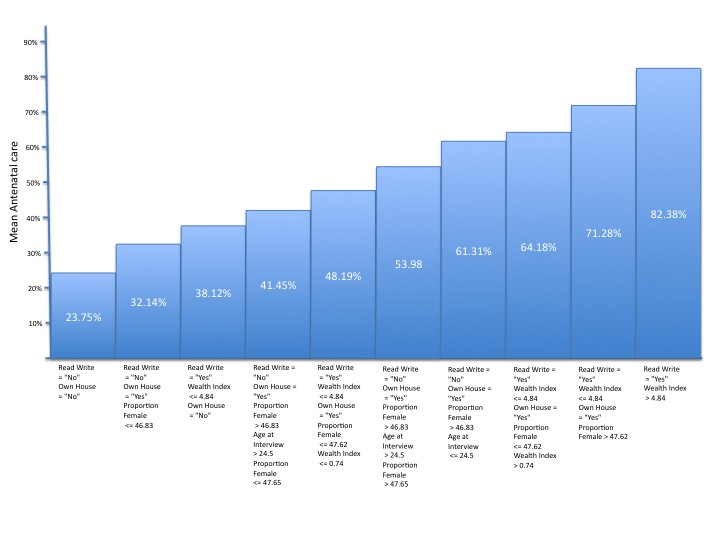 Mean Antenatal care
90%
80%
70%
60%
50%
40%
30%
20%
10%
23.75%
32.14%
38.12%
41.45%
48.19%
53.98
61.31%
64.18%
71.28%
82.38%
Read Write
= "No"
Own House
= "No"
Read Write
= "No"
Own House
= "Yes"
Proportion
Female
<= 46.83
Read Write
= "Yes"
Wealth Index
<= 4.84
Own House
= "No"
Read Write =
"No"
Own House =
"Yes"
Proportion
Female
> 46.83
Age at
Interview
> 24.5
Proportion
Female
<= 47.65
Read Write
= "Yes"
Wealth Index
<= 4.84
Own House
= "Yes"
Proportion
Female
<= 47.62
Wealth Index
<= 0.74
Read Write
= "No"
Own House
= "Yes"
Proportion
Female
> 46.83
Age at
Interview
> 24.5
Proportion
Female
> 47.65
Read Write =
"No"
Own House =
"Yes"
Proportion
Female
> 46.83
Age at
Interview
<= 24.5
Read Write =
"Yes"
Wealth Index
<= 4.84
Own House =
"Yes"
Proportion
Female
<= 47.62
Wealth Index
> 0.74
Read Write =
"Yes"
Wealth Index
<= 4.84
Own House
= "Yes"
Proportion
Female > 47.62
Read Write
= "Yes"
Wealth Index
> 4.84